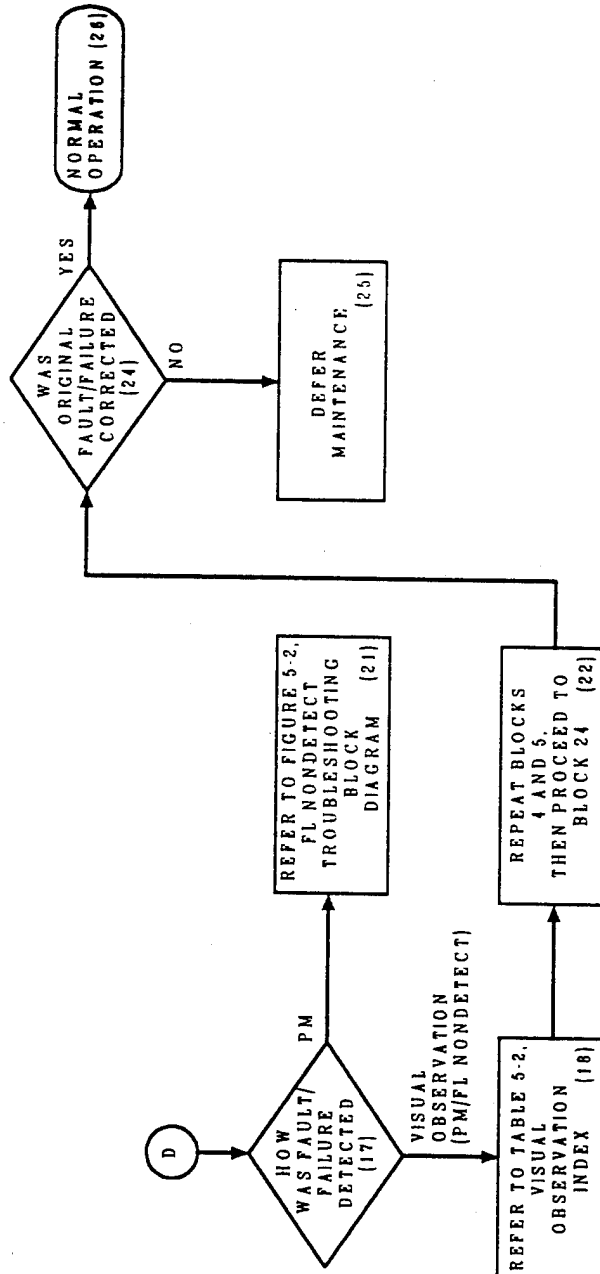 D
HOW
WAS FAULT/
FAILURE
DETECTED
(17)
PM
REFER TO FIGURE 5-2,
FL NONDETECT
TROUBLESHOOTING
BLOCK
DIAGRAM (21)
VISUAL
OBSERVATION
(PM/FL NONDETECT)
REFER TO TABLE 5-2,
VISUAL
OBSERVATION
INDEX (18)
REPEAT BLOCKS
4 AND 5,
THEN PROCEED TO
BLOCK 24 (22)
WAS
ORIGINAL
FAULT/FAILURE
CORRECTED
(24)
YES
NORMAL
OPERATION (26)
NO
DEFER
MAINTENANCE
(25)